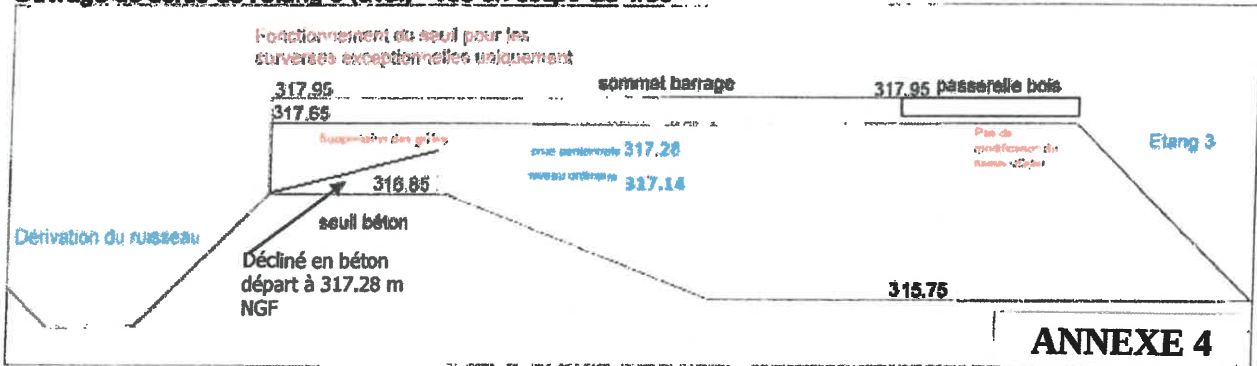 Fonctionnement du seuil pour les
surverses exceptionnelles uniquement
317.95
sommet barrage
317.95 passerelle bois
317.65
Suppression des grilles
crue centennale 317.28
niveau ordinaire 317.14
Pas de
modification du
Etang 3
316.85
seuil béton
Dérivation du ruisseau
Décliné en béton
départ à 317.28 m
NGF
315.75
ANNEXE 4